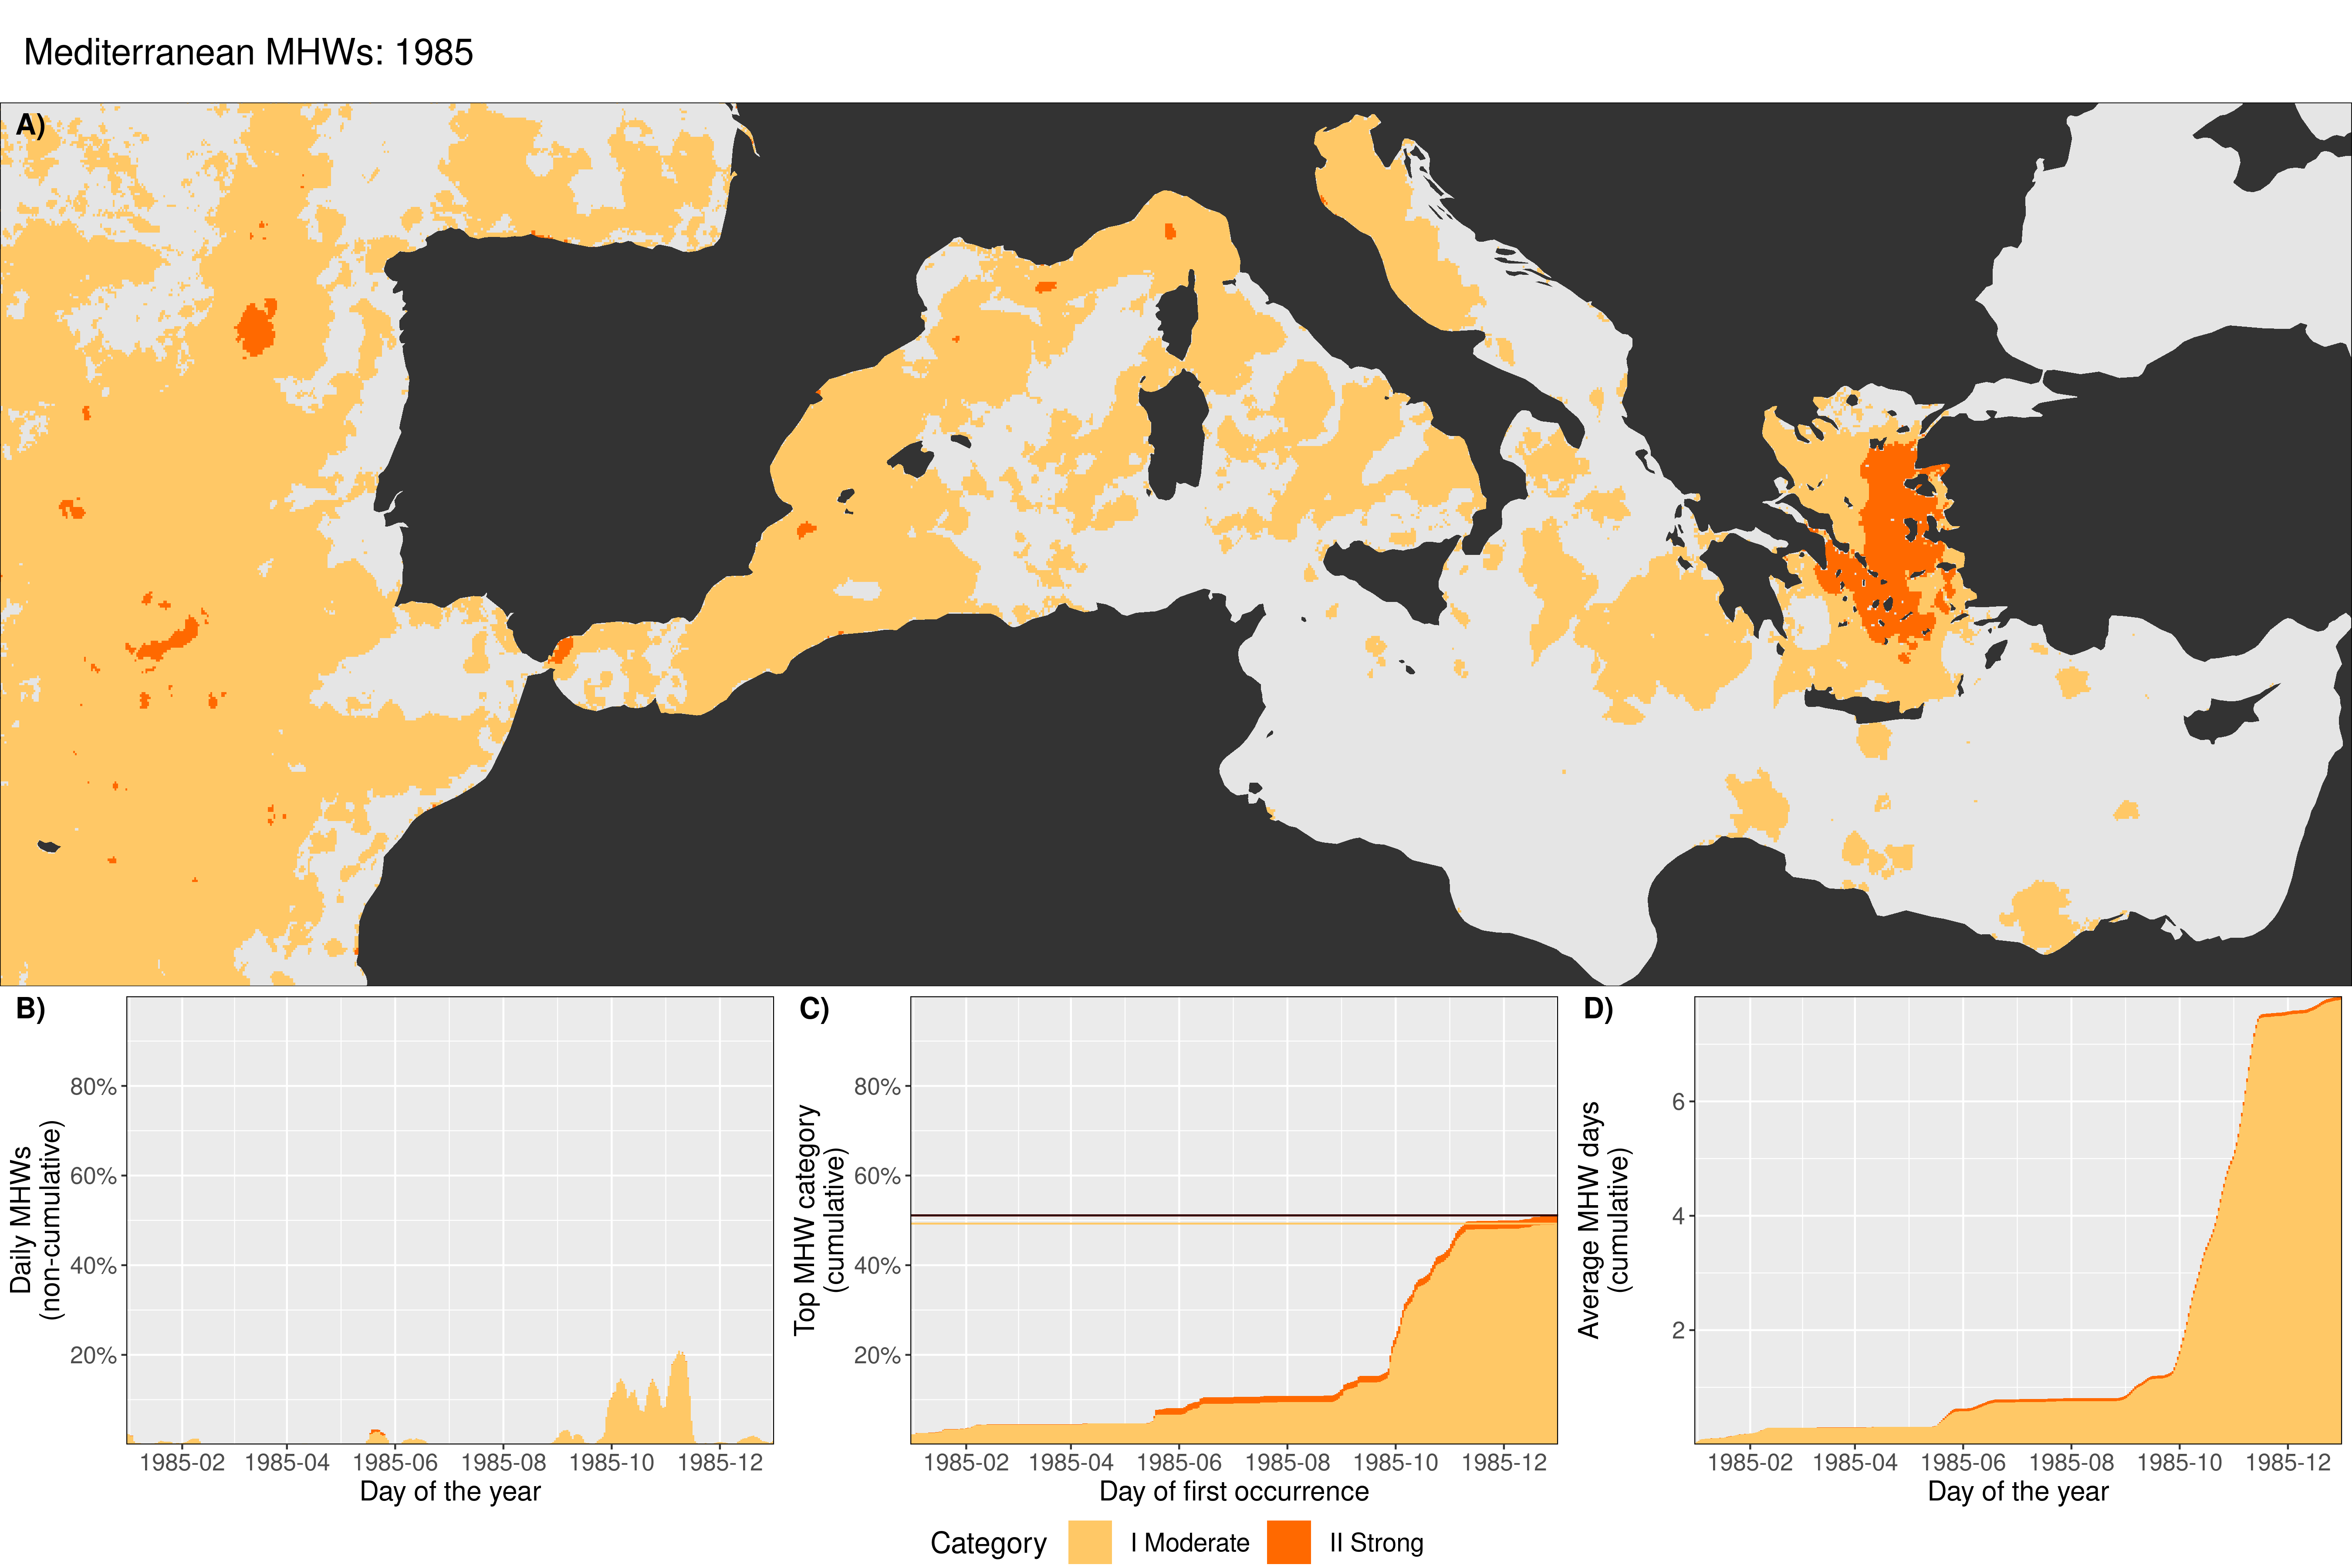 Mediterranean MHWs: 1985
A)
B)
Daily MHWs
(non-cumulative)
80%
60%
40%
20%
1985-02 1985-04 1985-06 1985-08 1985-10 1985-12
Day of the year
C)
Top MHW category
(cumulative)
80%
60%
40%
20%
1985-02 1985-04 1985-06 1985-08 1985-10 1985-12
Day of first occurrence
D)
Average MHW days
(cumulative)
6
4
2
1985-02 1985-04 1985-06 1985-08 1985-10 1985-12
Day of the year
Category I Moderate II Strong